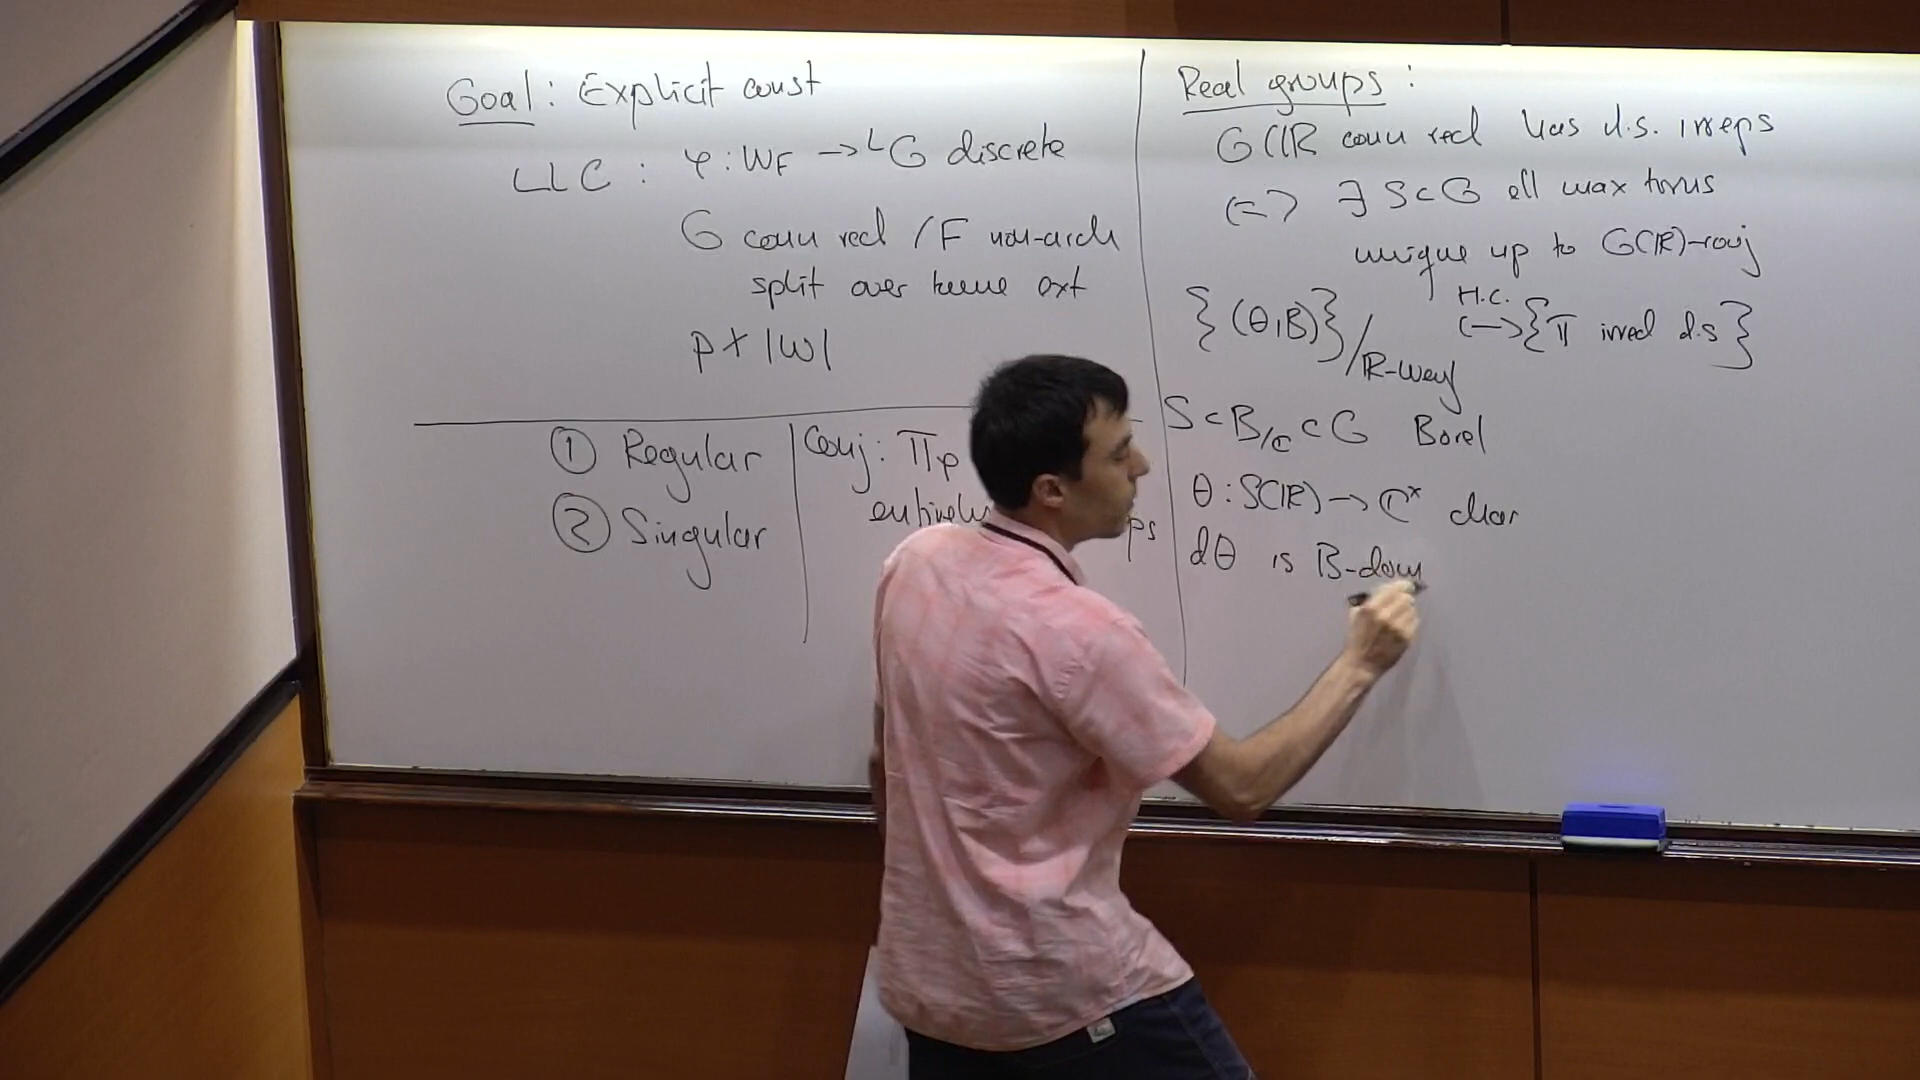 Goal: Explicit const
LLC: φ: W_F → ᴸG discrete
G conn red / F non-arch
split over tame ext
p ∤ |W|
① Regular
② Singular
Conj: Π_φ
entirely
ps
Real groups:
G/ℝ conn red has d.s. irreps
<=> ∃ S⊂G ell max torus
unique up to G(ℝ)-conj
{(θ,B)}/ℝ-Weyl H.C. <—> {π irred d.s}
S ⊂ B/ℂ ⊂ G Borel
θ: S(ℝ) → ℂ^× char
dθ is B-dom